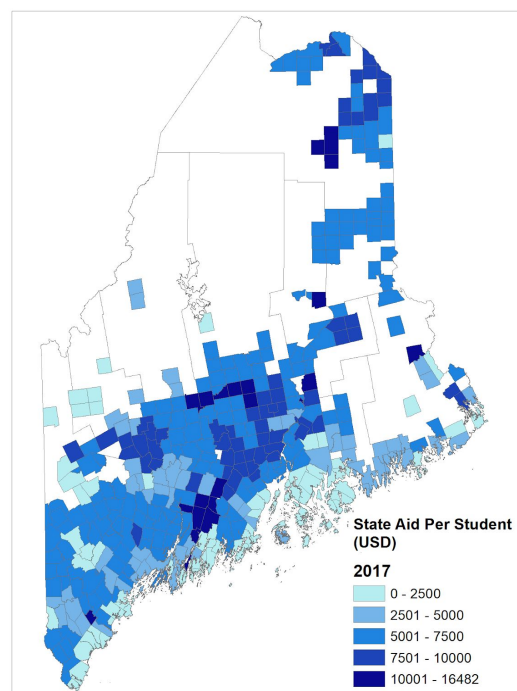 State Aid Per Student
(USD)
2017
0 - 2500
2501 - 5000
5001 - 7500
7501 - 10000
10001 - 16482